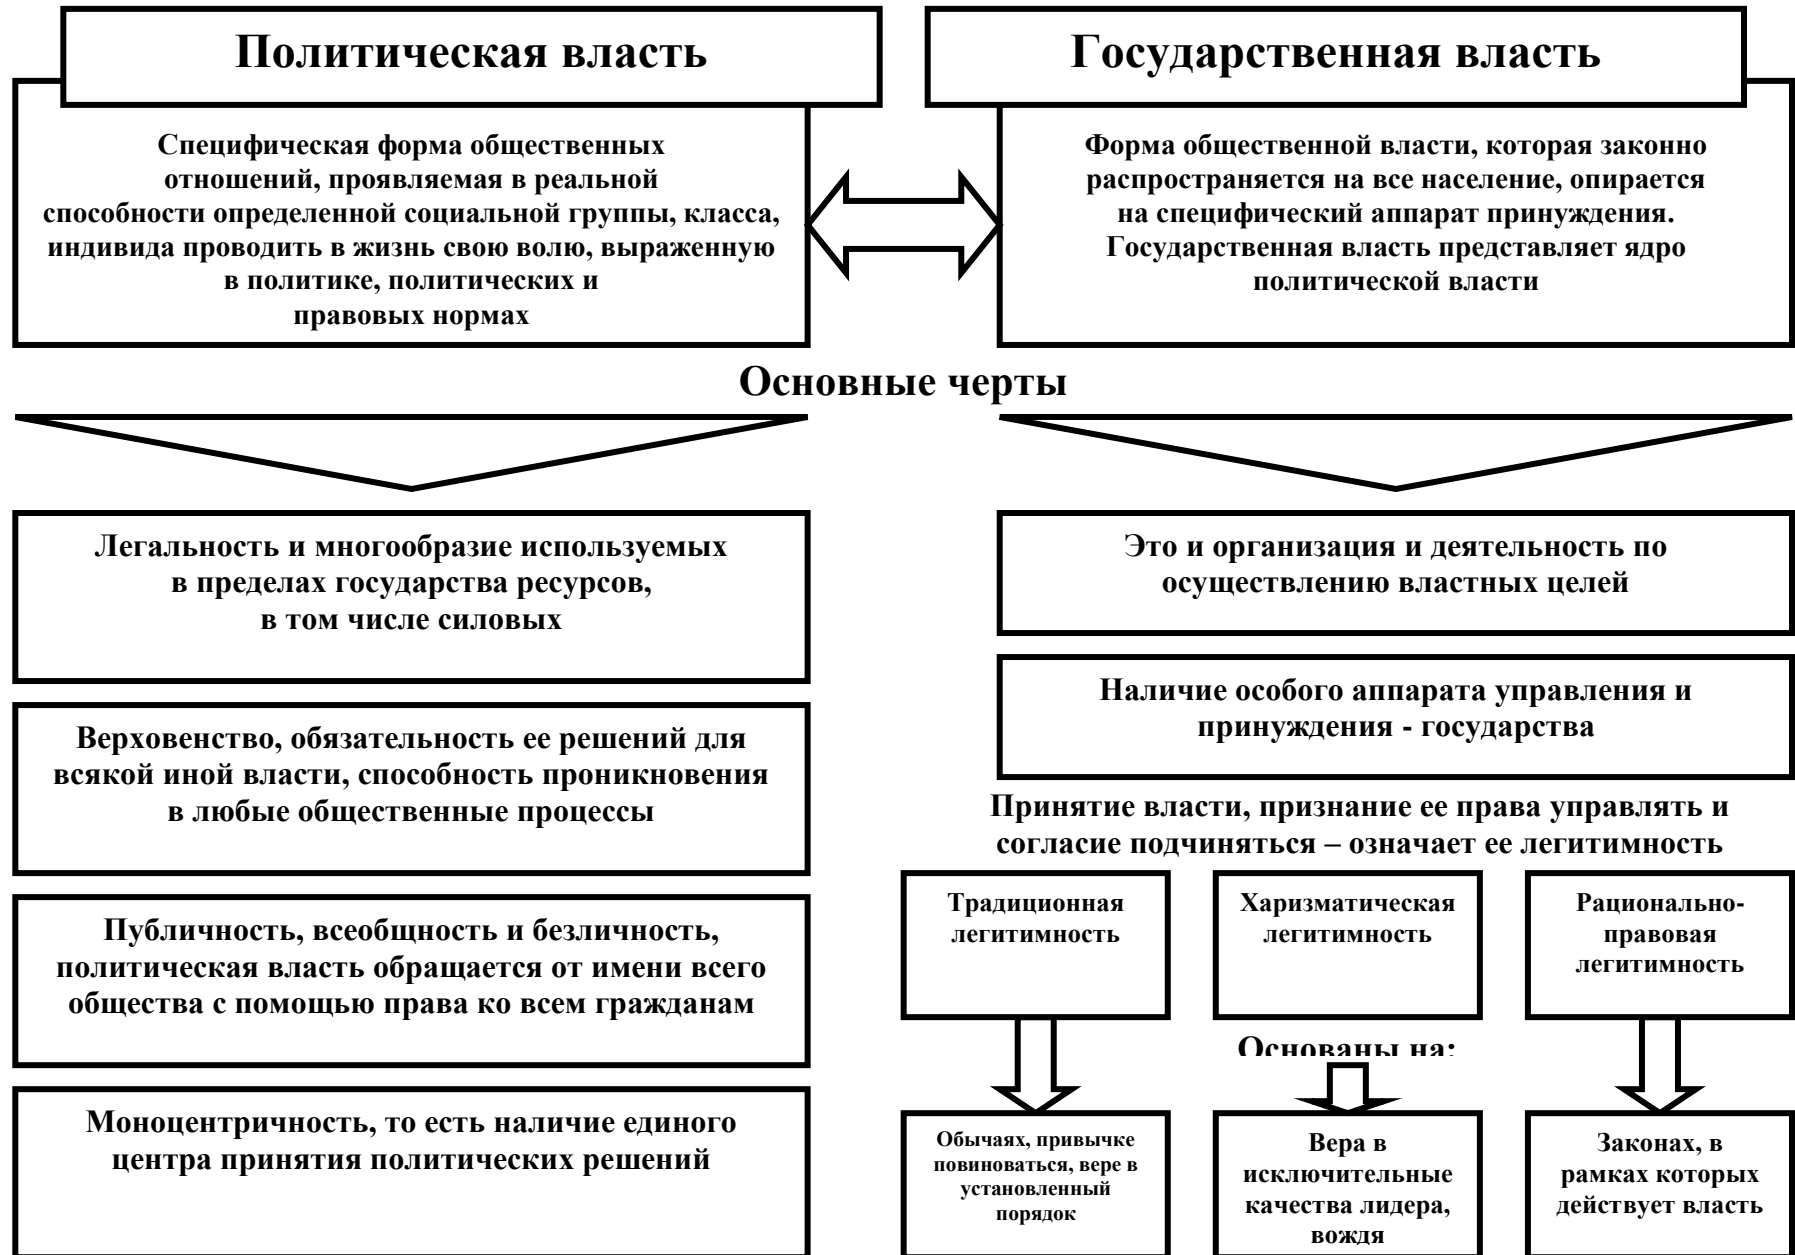 Политическая власть
Специфическая форма общественных
отношений, проявляемая в реальной
способности определенной социальной группы, класса,
индивида проводить в жизнь свою волю, выраженную
в политике, политических и
правовых нормах
Государственная власть
Форма общественной власти, которая законно
распространяется на все население, опирается
на специфический аппарат принуждения.
Государственная власть представляет ядро
политической власти
Основные черты
Легальность и многообразие используемых
в пределах государства ресурсов,
в том числе силовых
Верховенство, обязательность ее решений для
всякой иной власти, способность проникновения
в любые общественные процессы
Публичность, всеобщность и безличность,
политическая власть обращается от имени всего
общества с помощью права ко всем гражданам
Моноцентричность, то есть наличие единого
центра принятия политических решений
Это и организация и деятельность по
осуществлению властных целей
Наличие особого аппарата управления и
принуждения - государства
Принятие власти, признание ее права управлять и
согласие подчиняться – означает ее легитимность
Традиционная
легитимность
Харизматическая
легитимность
Рационально-
правовая
легитимность
Основаны на:
Обычаях, привычке
повиноваться, вере в
установленный
порядок
Вера в
исключительные
качества лидера,
вождя
Законах, в
рамках которых
действует власть